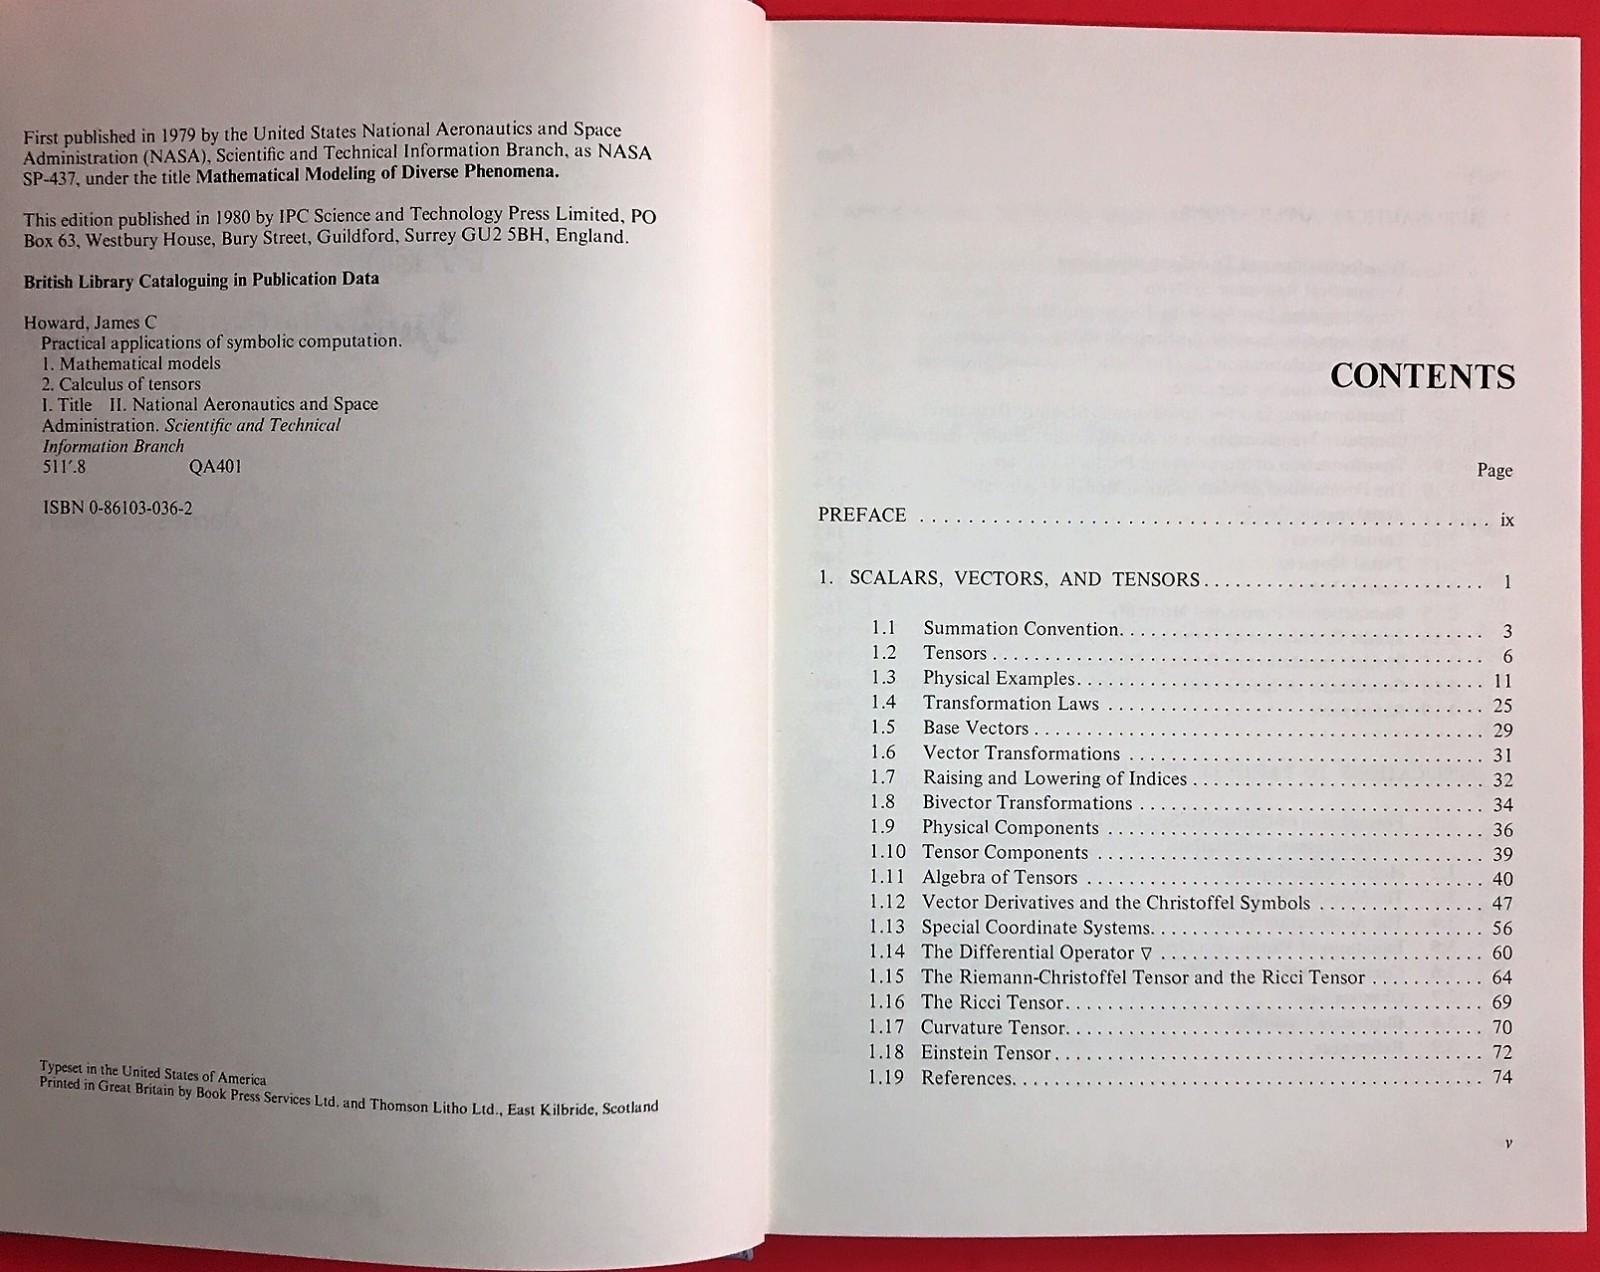 First published in 1979 by the United States National Aeronautics and Space
Administration (NASA), Scientific and Technical Information Branch, as NASA
SP-437, under the title Mathematical Modeling of Diverse Phenomena.
This edition published in 1980 by IPC Science and Technology Press Limited, PO
Box 63, Westbury House, Bury Street, Guildford, Surrey GU2 5BH, England.
British Library Cataloguing in Publication Data
Howard, James C
Practical applications of symbolic computation.
1. Mathematical models
2. Calculus of tensors
I. Title II. National Aeronautics and Space
Administration. Scientific and Technical
Information Branch
511'.8 QA401
ISBN 0-86103-036-2
Typeset in the United States of America
Printed in Great Britain by Book Press Services Ltd. and Thomson Litho Ltd., East Kilbride, Scotland
CONTENTS
Page
PREFACE . . . . . . . . . . ix
1. SCALARS, VECTORS, AND TENSORS . . . . . . . . . . 1
1.1 Summation Convention. . . . . . . . . . 3
1.2 Tensors . . . . . . . . . . 6
1.3 Physical Examples. . . . . . . . . . 11
1.4 Transformation Laws . . . . . . . . . . 25
1.5 Base Vectors . . . . . . . . . . 29
1.6 Vector Transformations . . . . . . . . . . 31
1.7 Raising and Lowering of Indices . . . . . . . . . . 32
1.8 Bivector Transformations . . . . . . . . . . 34
1.9 Physical Components . . . . . . . . . . 36
1.10 Tensor Components . . . . . . . . . . 39
1.11 Algebra of Tensors . . . . . . . . . . 40
1.12 Vector Derivatives and the Christoffel Symbols . . . . . . . . . . 47
1.13 Special Coordinate Systems. . . . . . . . . . 56
1.14 The Differential Operator ∇ . . . . . . . . . . 60
1.15 The Riemann-Christoffel Tensor and the Ricci Tensor . . . . . . . . . . 64
1.16 The Ricci Tensor. . . . . . . . . . 69
1.17 Curvature Tensor. . . . . . . . . . 70
1.18 Einstein Tensor . . . . . . . . . . 72
1.19 References. . . . . . . . . . 74
v